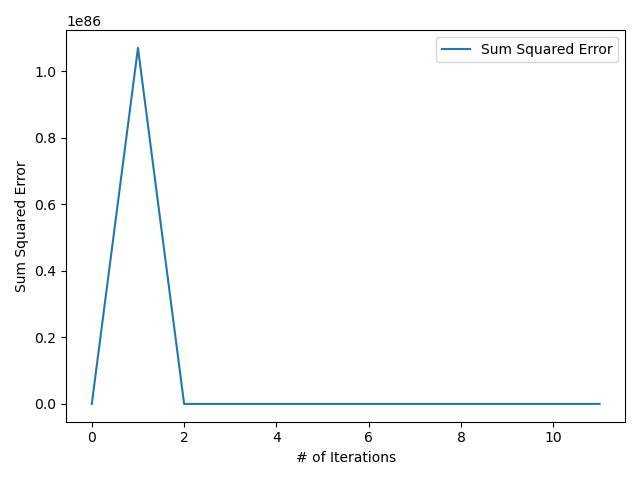 1e86
Sum Squared Error
1.0
0.8
0.6
0.4
0.2
0.0
Sum Squared Error
0 2 4 6 8 10
# of Iterations